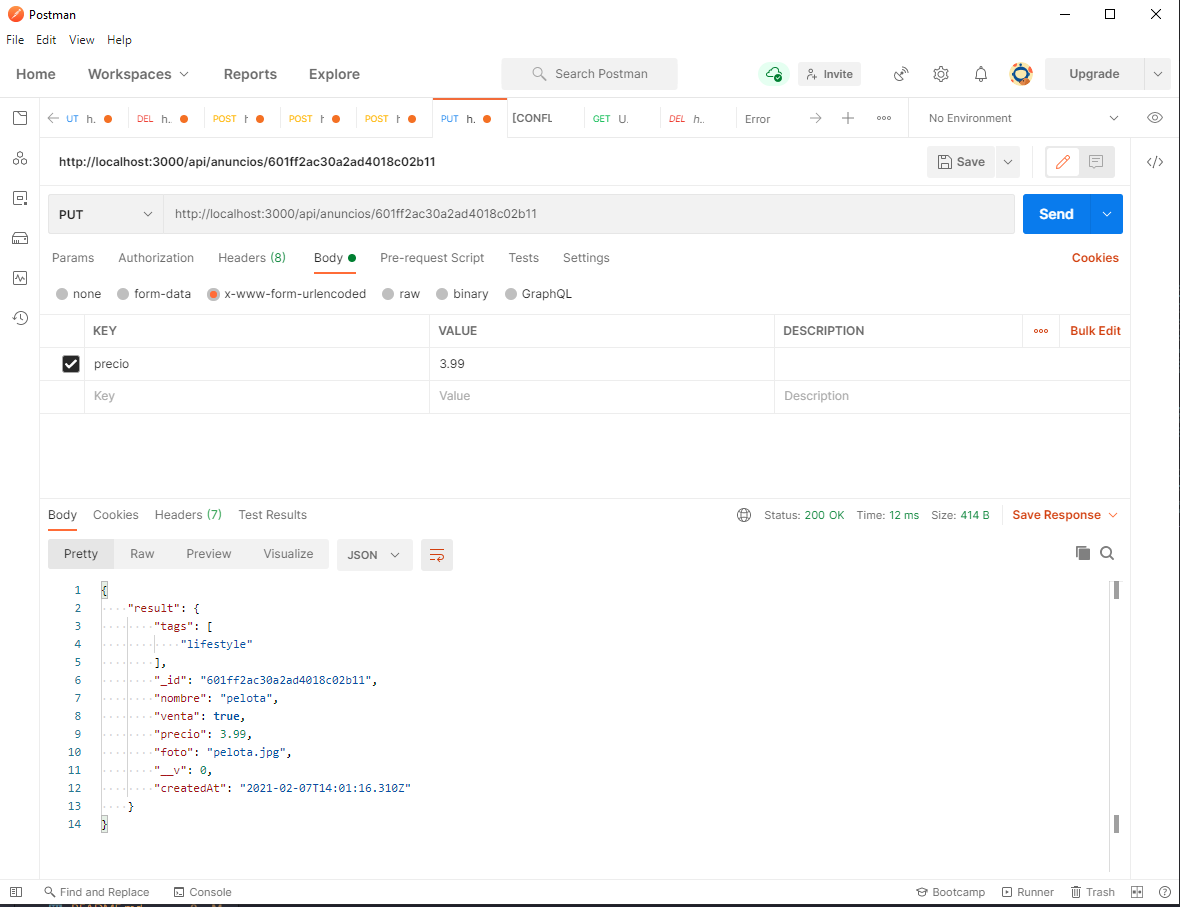 Postman
File Edit View Help
Home Workspaces Reports Explore Search Postman Invite Upgrade
UT h. DEL h.. POST h POST h POST h PUT h. [CONFL GET U. DEL h.. Error No Environment
http://localhost:3000/api/anuncios/601ff2ac30a2ad4018c02b11 Save
PUT http://localhost:3000/api/anuncios/601ff2ac30a2ad4018c02b11 Send
Params Authorization Headers (8) Body Pre-request Script Tests Settings Cookies
none form-data x-www-form-urlencoded raw binary GraphQL
KEY VALUE DESCRIPTION Bulk Edit
precio 3.99
Key Value Description
Body Cookies Headers (7) Test Results Status: 200 OK Time: 12 ms Size: 414 B Save Response
Pretty Raw Preview Visualize JSON
1 {
2 "result": {
3 "tags": [
4 "lifestyle"
5 ],
6 "_id": "601ff2ac30a2ad4018c02b11",
7 "nombre": "pelota",
8 "venta": true,
9 "precio": 3.99,
10 "foto": "pelota.jpg",
11 "__v": 0,
12 "createdAt": "2021-02-07T14:01:16.310Z"
13 }
14 }
Find and Replace Console Bootcamp Runner Trash